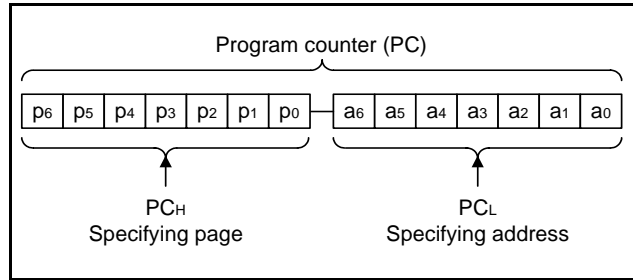 Program counter (PC)
p6 p5 p4 p3 p2 p1 p0 a6 a5 a4 a3 a2 a1 a0
PCH PCL
Specifying page Specifying address